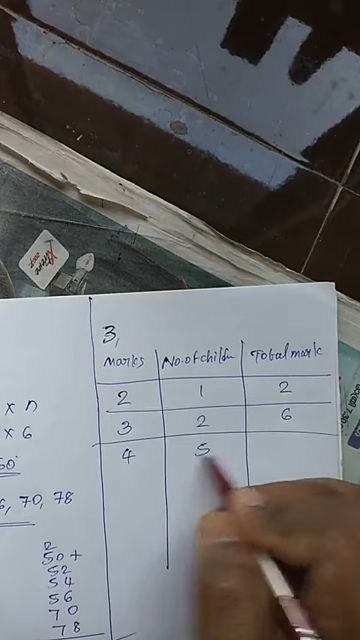 3,
marks No. of childn Total mark
2 1 2
3 2 6
4 5
x n
x 6
50
6, 70, 78
2
50+
52
54
56
70
78